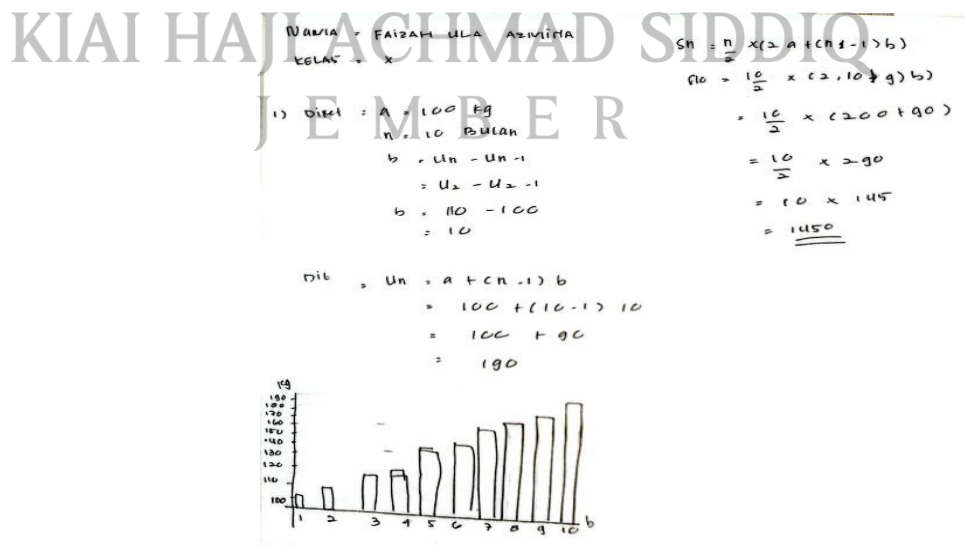 KIAI HAJI ACHMAD SIDDIQ
JEMBER
NAMA = FAIZAH ULA AZIMINA
KELAS = X
1) Diket : a = 100 kg
n = 10 Bulan
b = Un - Un-1
= U2 - U2-1
b = 110 - 100
= 10
Dit = Un = a + (n-1) b
= 100 + (10-1) 10
= 100 + 90
= 190
Sn = n/2 × (2a + (n-1)b)
S10 = 10/2 × (2.10 + 9)b)
= 10/2 × (200 + 90)
= 10/2 × 290
= 10 × 145
= 1450
kg
190
180
170
160
150
140
130
120
110
100
1 2 3 4 5 6 7 8 9 10 b